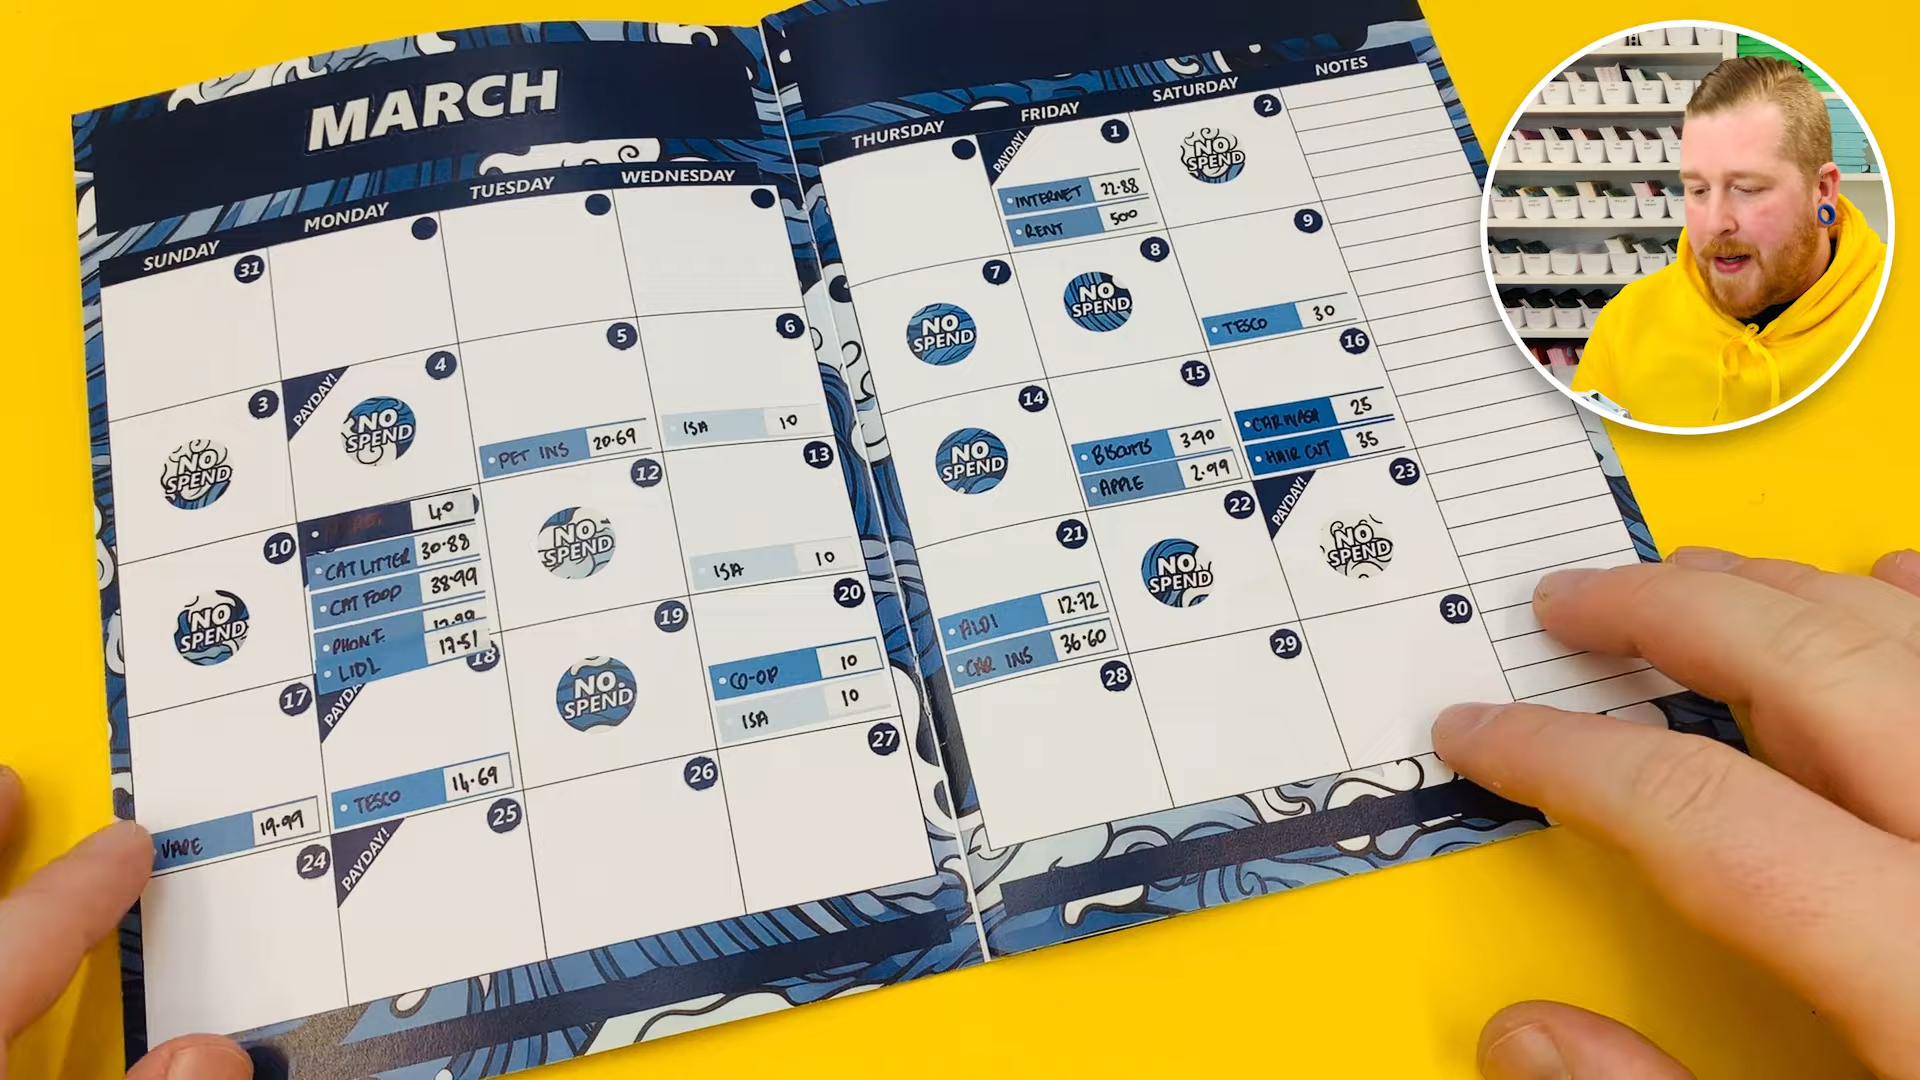 MARCH
SUNDAY
MONDAY
TUESDAY
WEDNESDAY
THURSDAY
FRIDAY
SATURDAY
NOTES
31
PAYDAY!
1
INTERNET 22.88
RENT 500
2
NO SPEND
3
NO SPEND
PAYDAY!
4
NO SPEND
5
PET INS 20.69
6
ISA 10
7
NO SPEND
8
NO SPEND
9
TESCO 30
10
NO SPEND
40
CAT LITTER 30.88
CAT FOOD 38.99
PHONE
LIDL 17.51
12
NO SPEND
13
ISA 10
14
NO SPEND
15
BISCUITS 3.90
APPLE 2.99
16
CAR WASH 25
HAIR CUT 35
17
VAPE 19.99
PAYDAY
18
TESCO 14.69
19
NO SPEND
20
CO-OP 10
ISA 10
21
ALDI 12.72
CAR INS 36.60
22
NO SPEND
PAYDAY!
23
NO SPEND
24
PAYDAY!
25
26
27
28
29
30